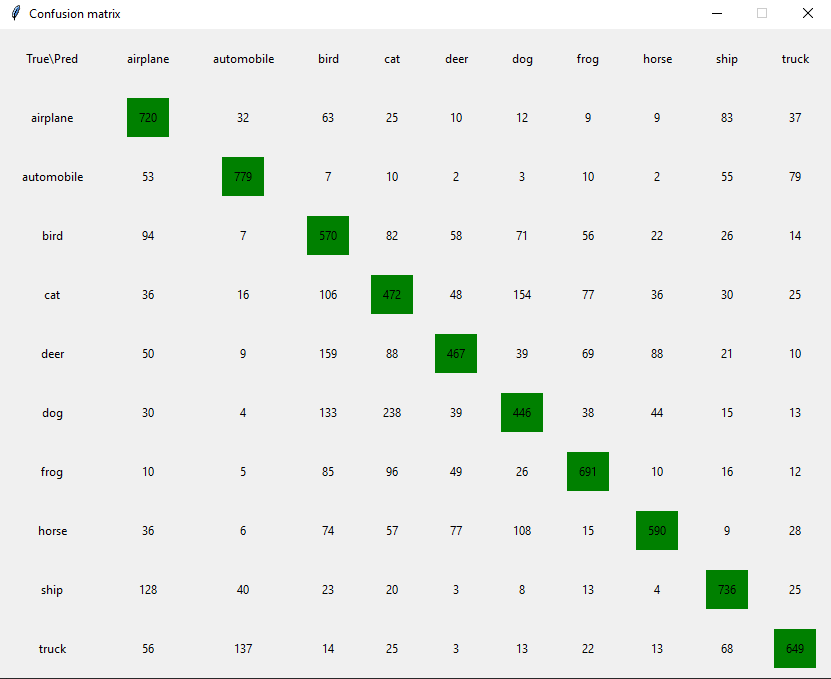 Confusion matrix
True\Pred airplane automobile bird cat deer dog frog horse ship truck
airplane 720 32 63 25 10 12 9 9 83 37
automobile 53 779 7 10 2 3 10 2 55 79
bird 94 7 570 82 58 71 56 22 26 14
cat 36 16 106 472 48 154 77 36 30 25
deer 50 9 159 88 467 39 69 88 21 10
dog 30 4 133 238 39 446 38 44 15 13
frog 10 5 85 96 49 26 691 10 16 12
horse 36 6 74 57 77 108 15 590 9 28
ship 128 40 23 20 3 8 13 4 736 25
truck 56 137 14 25 3 13 22 13 68 649